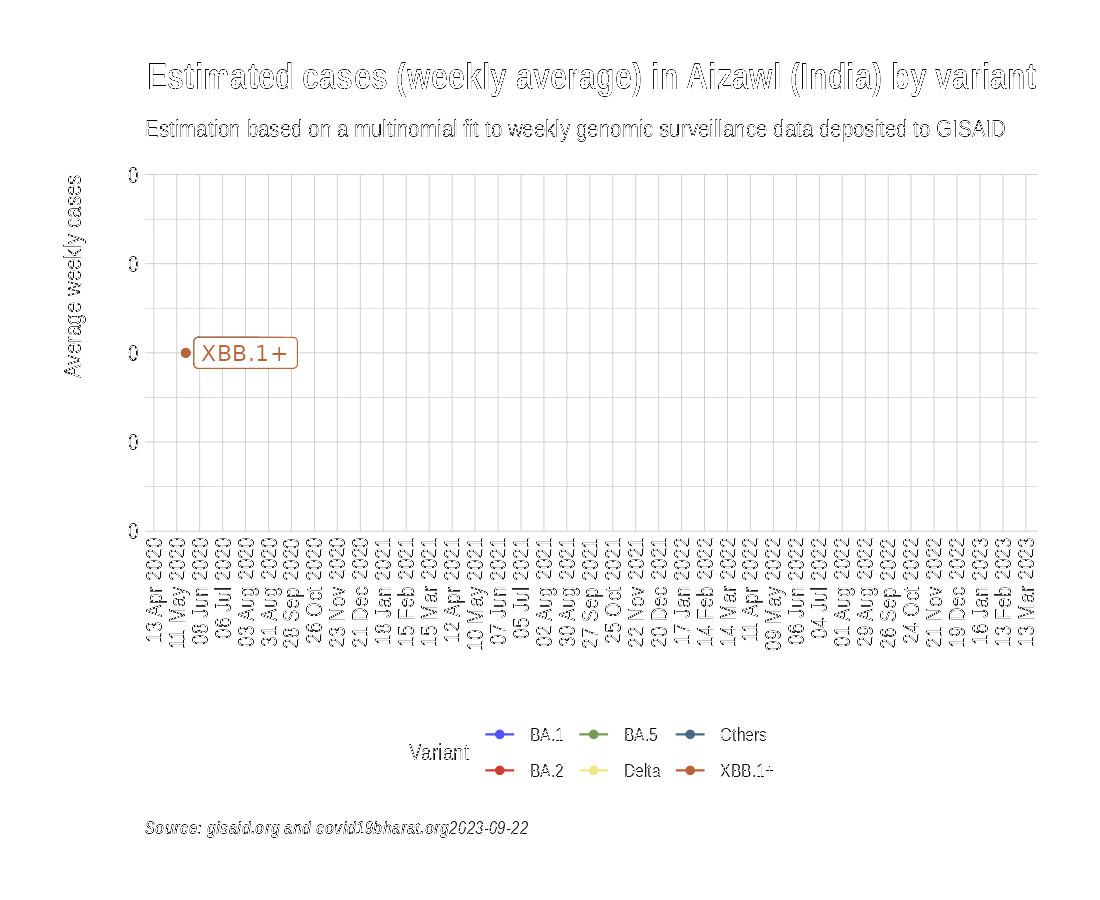 Estimated cases (weekly average) in Aizawl (India) by variant
Estimation based on a multinomial fit to weekly genomic surveillance data deposited to GISAID
Average weekly cases
0
0
0
0
0
XBB.1+
13 Apr 2020
11 May 2020
08 Jun 2020
06 Jul 2020
03 Aug 2020
31 Aug 2020
28 Sep 2020
26 Oct 2020
23 Nov 2020
21 Dec 2020
18 Jan 2021
15 Feb 2021
15 Mar 2021
12 Apr 2021
10 May 2021
07 Jun 2021
05 Jul 2021
02 Aug 2021
30 Aug 2021
27 Sep 2021
25 Oct 2021
22 Nov 2021
20 Dec 2021
17 Jan 2022
14 Feb 2022
14 Mar 2022
11 Apr 2022
09 May 2022
06 Jun 2022
04 Jul 2022
01 Aug 2022
29 Aug 2022
26 Sep 2022
24 Oct 2022
21 Nov 2022
19 Dec 2022
16 Jan 2023
13 Feb 2023
13 Mar 2023
Variant
BA.1
BA.5
Others
BA.2
Delta
XBB.1+
Source: gisaid.org and covid19bharat.org2023-09-22